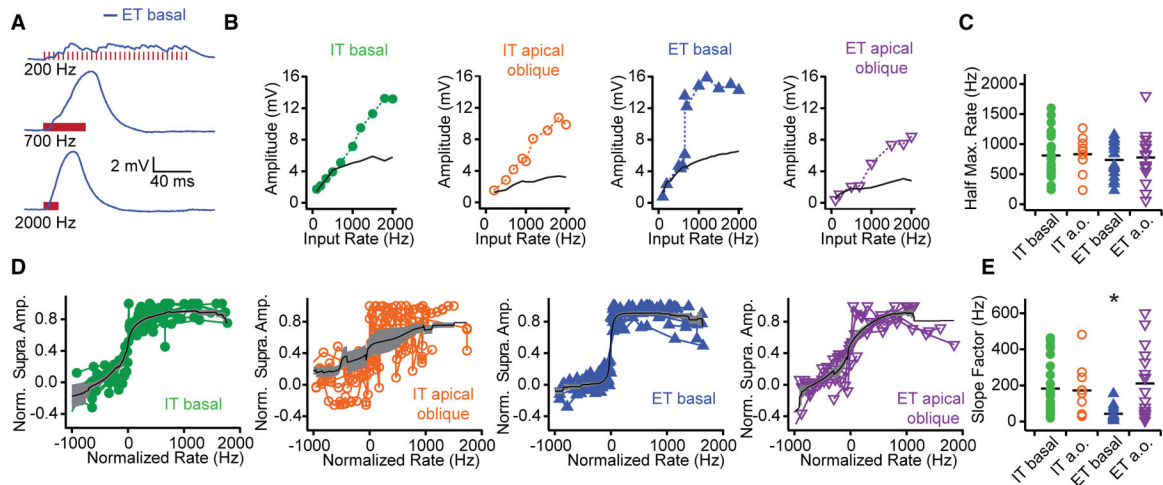 A
ET basal
200 Hz
700 Hz
2 mV
40 ms
2000 Hz
B
IT basal
Amplitude (mV)
16
12
8
4
0
0 1000 2000
Input Rate (Hz)
IT apical
oblique
Amplitude (mV)
16
12
8
4
0
0 1000 2000
Input Rate (Hz)
ET basal
Amplitude (mV)
16
12
8
4
0
0 1000 2000
Input Rate (Hz)
ET apical
oblique
Amplitude (mV)
16
12
8
4
0
0 1000 2000
Input Rate (Hz)
C
Half Max. Rate (Hz)
2000
1500
1000
500
0
IT basal
IT a.o.
ET basal
ET a.o.
D
Norm. Supra. Amp.
0.8
0.4
0.0
-0.4
IT basal
-1000 0 1000 2000
Normalized Rate (Hz)
Norm. Supra. Amp.
0.8
0.4
0.0
-0.4
IT apical
oblique
-1000 0 1000 2000
Normalized Rate (Hz)
Norm. Supra. Amp.
0.8
0.4
0.0
-0.4
ET basal
-1000 0 1000 2000
Normalized Rate (Hz)
Norm. Supra. Amp.
0.8
0.4
0.0
-0.4
ET apical
oblique
-1000 0 1000 2000
Normalized Rate (Hz)
E
Slope Factor (Hz)
600
400
200
0
*
IT basal
IT a.o.
ET basal
ET a.o.